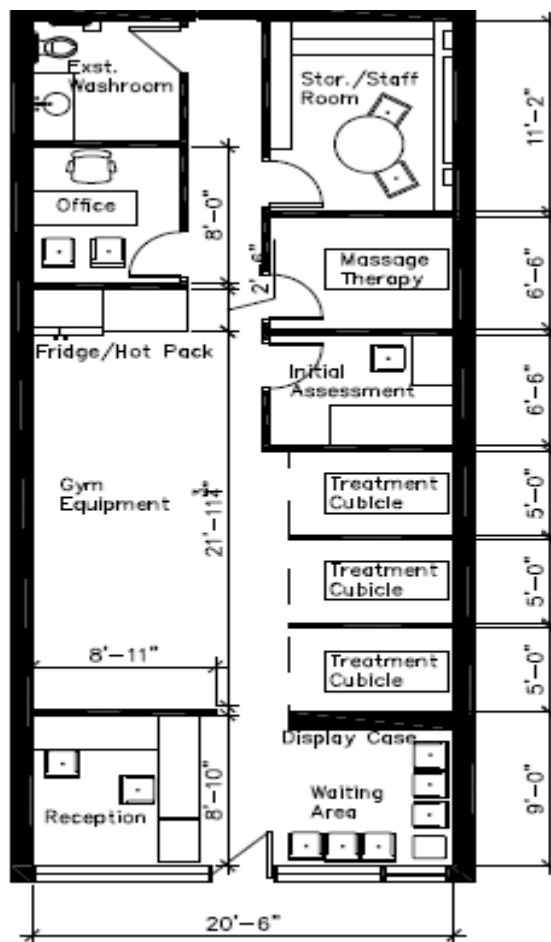 Exst.
Washroom
Stor./Staff
Room
11'-2"
Office
8'-0"
2'-6"
Massage
Therapy
6'-6"
Fridge/Hot Pack
Initial
Assessment
6'-6"
Gym
Equipment
Treatment
Cubicle
5'-0"
Treatment
Cubicle
5'-0"
8'-11"
Treatment
Cubicle
5'-0"
Display Case
Reception
8'-10"
Waiting
Area
9'-0"
20'-6"